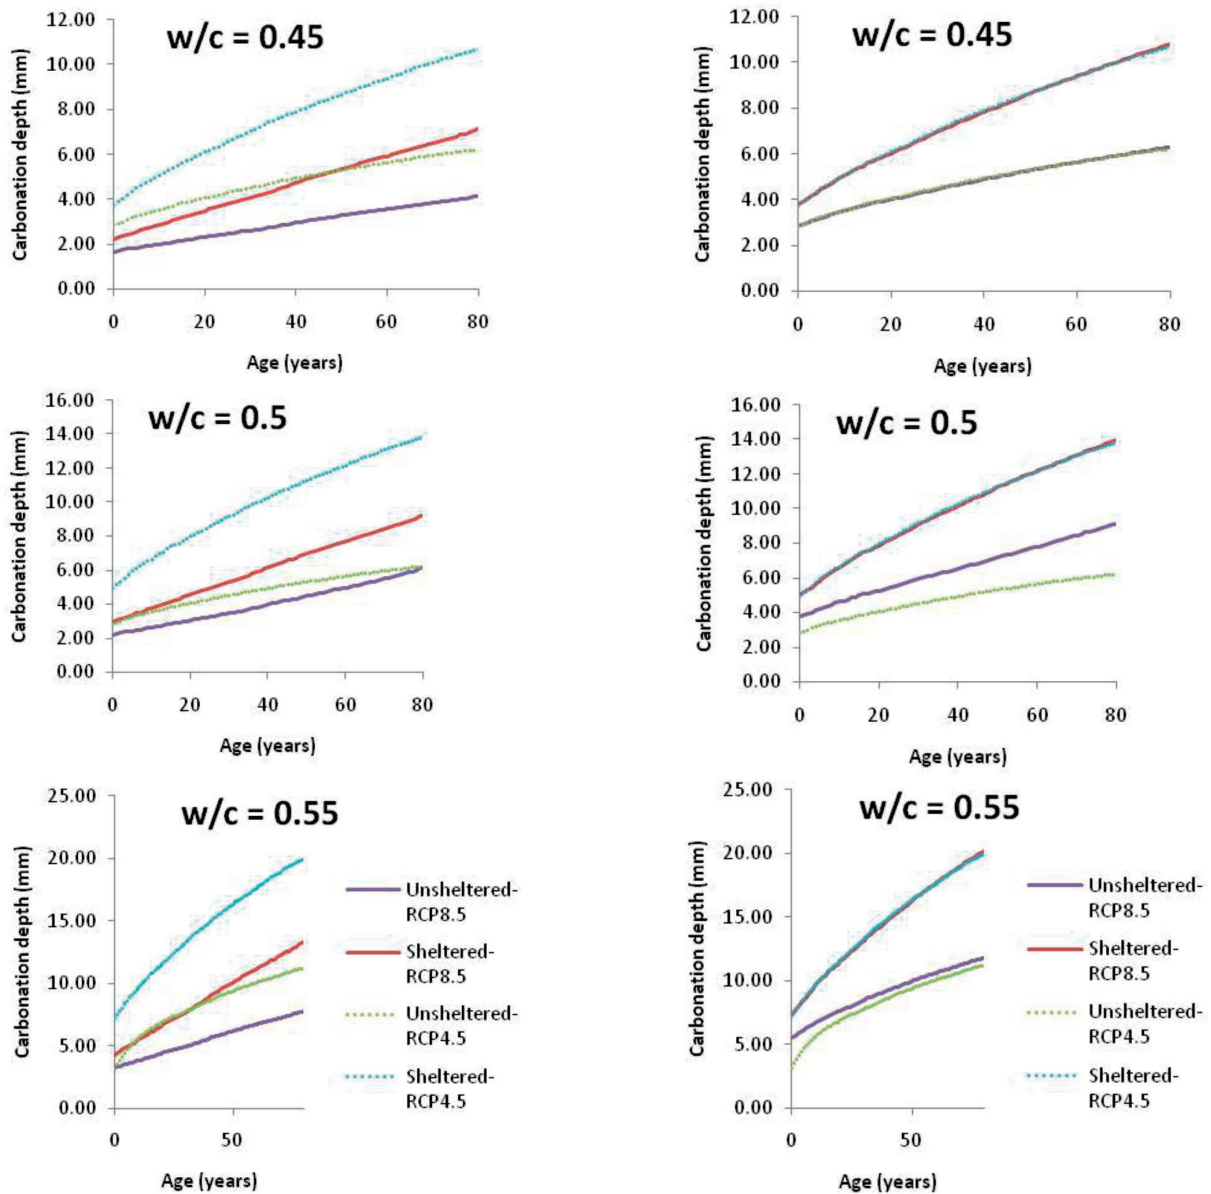 w/c = 0.45
Carbonation depth (mm)
12.00
10.00
8.00
6.00
4.00
2.00
0.00
0 20 40 60 80
Age (years)
w/c = 0.45
Carbonation depth (mm)
12.00
10.00
8.00
6.00
4.00
2.00
0.00
0 20 40 60 80
Age (years)
w/c = 0.5
Carbonation depth (mm)
16.00
14.00
12.00
10.00
8.00
6.00
4.00
2.00
0.00
0 20 40 60 80
Age (years)
w/c = 0.5
Carbonation depth (mm)
16.00
14.00
12.00
10.00
8.00
6.00
4.00
2.00
0.00
0 20 40 60 80
Age (years)
w/c = 0.55
Carbonation depth (mm)
25.00
20.00
15.00
10.00
5.00
0.00
0 50
Age (years)
Unsheltered-
RCP8.5
Sheltered-
RCP8.5
Unsheltered-
RCP4.5
Sheltered-
RCP4.5
w/c = 0.55
Carbonation depth (mm)
25.00
20.00
15.00
10.00
5.00
0.00
0 50
Age (years)
Unsheltered-
RCP8.5
Sheltered-
RCP8.5
Unsheltered-
RCP4.5
Sheltered-
RCP4.5